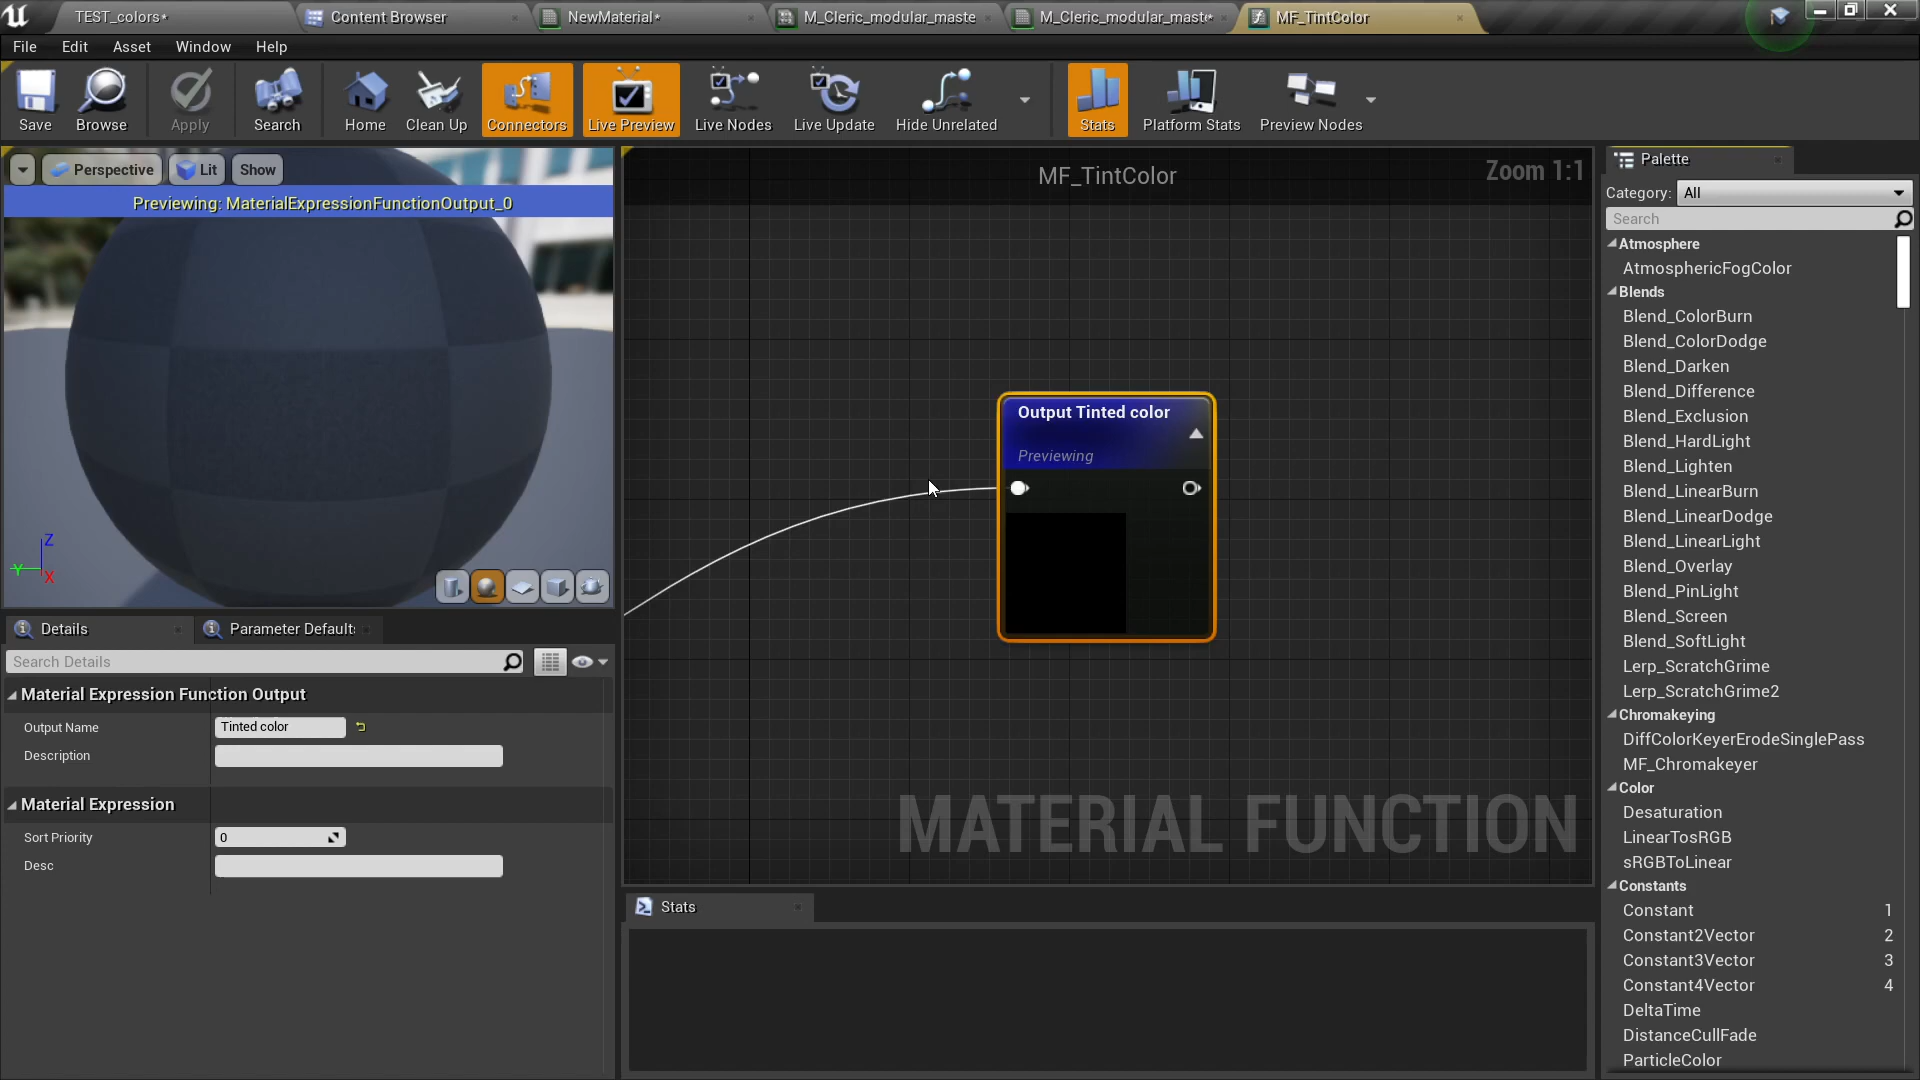 TEST_colors*
Content Browser
NewMaterial*
M_Cleric_modular_maste
M_Cleric_modular_maste*
MF_TintColor
File
Edit
Asset
Window
Help
Save
Browse
Apply
Search
Home
Clean Up
Connectors
Live Preview
Live Nodes
Live Update
Hide Unrelated
Stats
Platform Stats
Preview Nodes
Perspective
Lit
Show
Previewing: MaterialExpressionFunctionOutput_0
Z
Y
X
MF_TintColor
Zoom 1:1
Output Tinted color
Previewing
MATERIAL FUNCTION
Details
Parameter Default
Search Details
Material Expression Function Output
Output Name
Tinted color
Description
Material Expression
Sort Priority
0
Desc
Stats
Palette
Category:
All
Search
Atmosphere
AtmosphericFogColor
Blends
Blend_ColorBurn
Blend_ColorDodge
Blend_Darken
Blend_Difference
Blend_Exclusion
Blend_HardLight
Blend_Lighten
Blend_LinearBurn
Blend_LinearDodge
Blend_LinearLight
Blend_Overlay
Blend_PinLight
Blend_Screen
Blend_SoftLight
Lerp_ScratchGrime
Lerp_ScratchGrime2
Chromakeying
DiffColorKeyerErodeSinglePass
MF_Chromakeyer
Color
Desaturation
LinearTosRGB
sRGBToLinear
Constants
Constant 1
Constant2Vector 2
Constant3Vector 3
Constant4Vector 4
DeltaTime
DistanceCullFade
ParticleColor